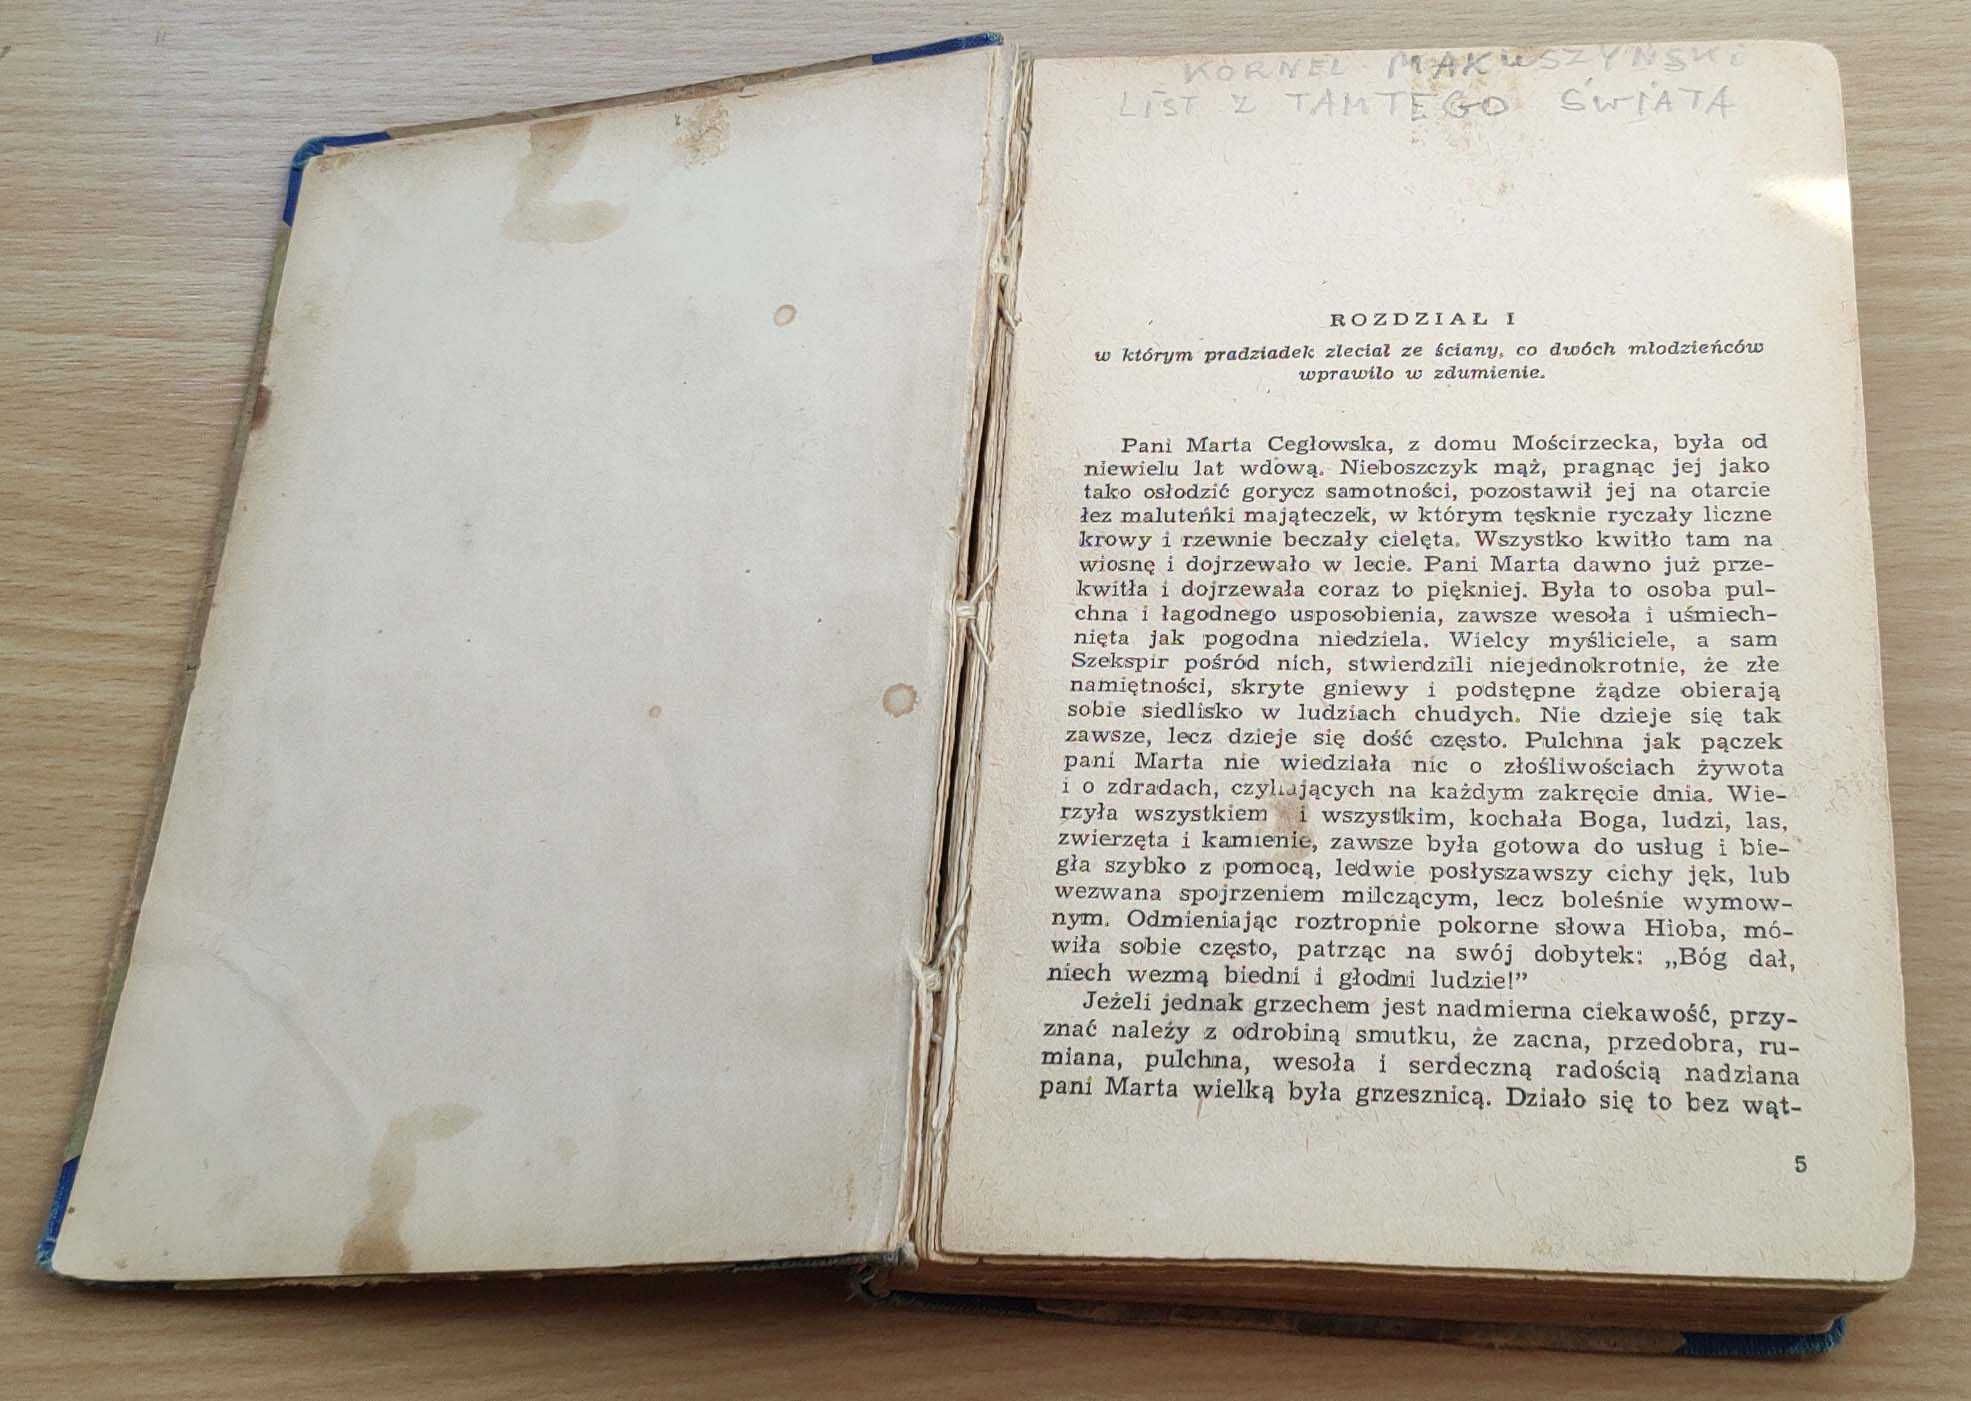 KORNEL MAKUSZYŃSKI
LIST Z TAMTEGO ŚWIATA
ROZDZIAŁ I
w którym pradziadek zleciał ze ściany, co dwóch młodzieńców
wprawiło w zdumienie.
Pani Marta Cegłowska, z domu Mościrzecka, była od
niewielu lat wdową. Nieboszczyk mąż, pragnąc jej jako
tako osłodzić gorycz samotności, pozostawił jej na otarcie
łez maluteńki mająteczek, w którym tęsknie ryczały liczne
krowy i rzewnie beczały cielęta. Wszystko kwitło tam na
wiosnę i dojrzewało w lecie. Pani Marta dawno już prze-
kwitła i dojrzewała coraz to piękniej. Była to osoba pul-
chna i łagodnego usposobienia, zawsze wesoła i uśmiech-
nięta jak pogodna niedziela. Wielcy myśliciele, a sam
Szekspir pośród nich, stwierdzili niejednokrotnie, że złe
namiętności, skryte gniewy i podstępne żądze obierają
sobie siedlisko w ludziach chudych. Nie dzieje się tak
zawsze, lecz dzieje się dość często. Pulchna jak pączek
pani Marta nie wiedziała nic o złośliwościach żywota
i o zdradach, czyhających na każdym zakręcie dnia. Wie-
rzyła wszystkiem i wszystkim, kochała Boga, ludzi, las,
zwierzęta i kamienie, zawsze była gotowa do usług i bie-
gła szybko z pomocą, ledwie posłyszawszy cichy jęk, lub
wezwana spojrzeniem milczącym, lecz boleśnie wymow-
nym. Odmieniając roztropnie pokorne słowa Hioba, mó-
wiła sobie często, patrząc na swój dobytek: „Bóg dał,
niech wezmą biedni i głodni ludzie!”
Jeżeli jednak grzechem jest nadmierna ciekawość, przy-
znać należy z odrobiną smutku, że zacna, przedobra, ru-
miana, pulchna, wesoła i serdeczną radością nadziana
pani Marta wielką była grzesznicą. Działo się to bez wąt-
5